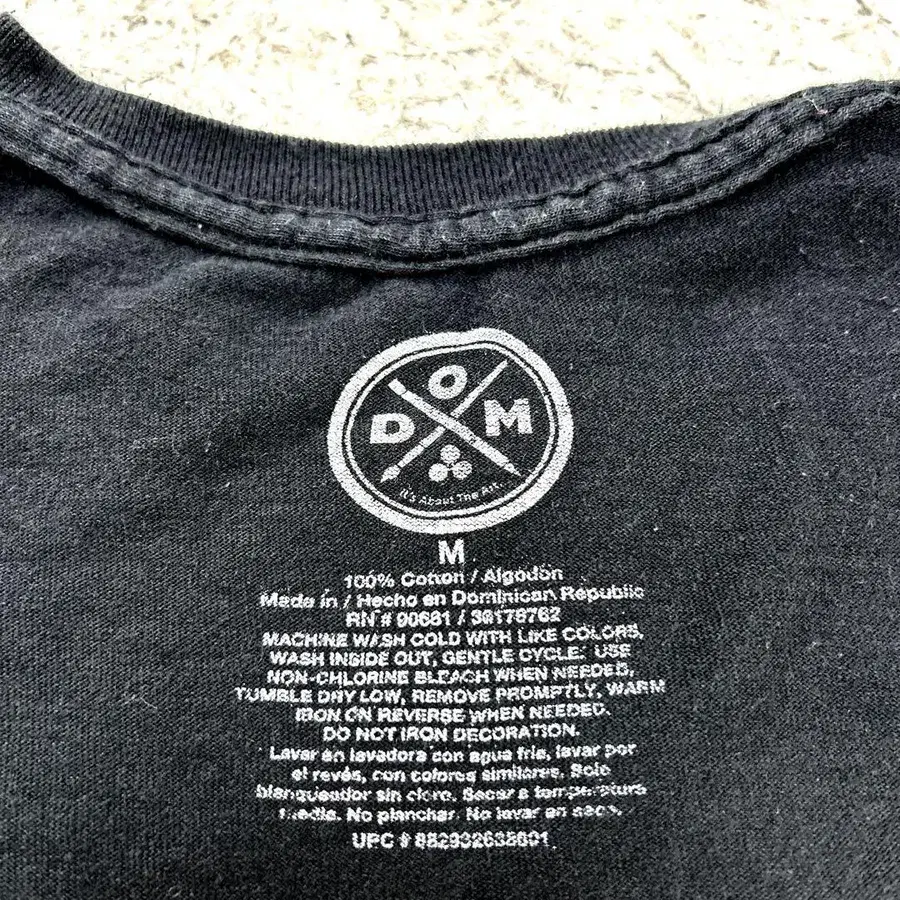 O
D M
It's About The Art.
M
100% Cotton / Algodón
Made in / Hecho en Dominican Republic
RN # 90681 / 36176762
MACHINE WASH COLD WITH LIKE COLORS,
WASH INSIDE OUT, GENTLE CYCLE: USE
NON-CHLORINE BLEACH WHEN NEEDED,
TUMBLE DRY LOW, REMOVE PROMPTLY, WARM
IRON ON REVERSE WHEN NEEDED.
DO NOT IRON DECORATION.
Lavar en lavadora con agua fria, lavar por
el revés, con colores similares. Solo
blanqueador sin cloro. Secar a temperatura
media. No planchar. No lavar en seco.
UPC #